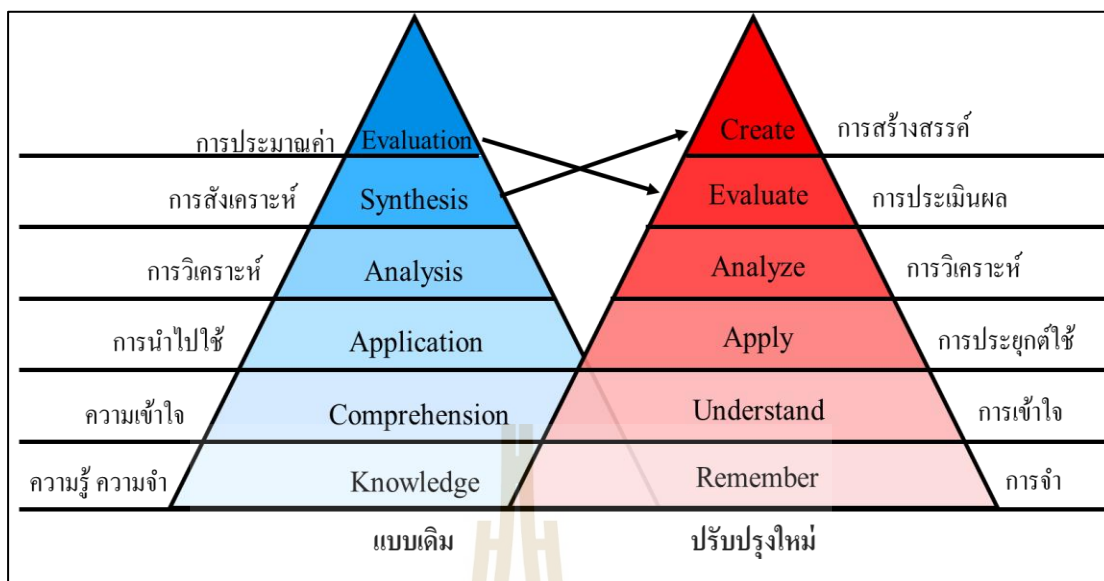 การประมาณค่า Evaluation Create การสร้างสรรค์
การสังเคราะห์ Synthesis Evaluate การประเมินผล
การวิเคราะห์ Analysis Analyze การวิเคราะห์
การนำไปใช้ Application Apply การประยุกต์ใช้
ความเข้าใจ Comprehension Understand การเข้าใจ
ความรู้ ความจำ Knowledge Remember การจำ
แบบเดิม ปรับปรุงใหม่